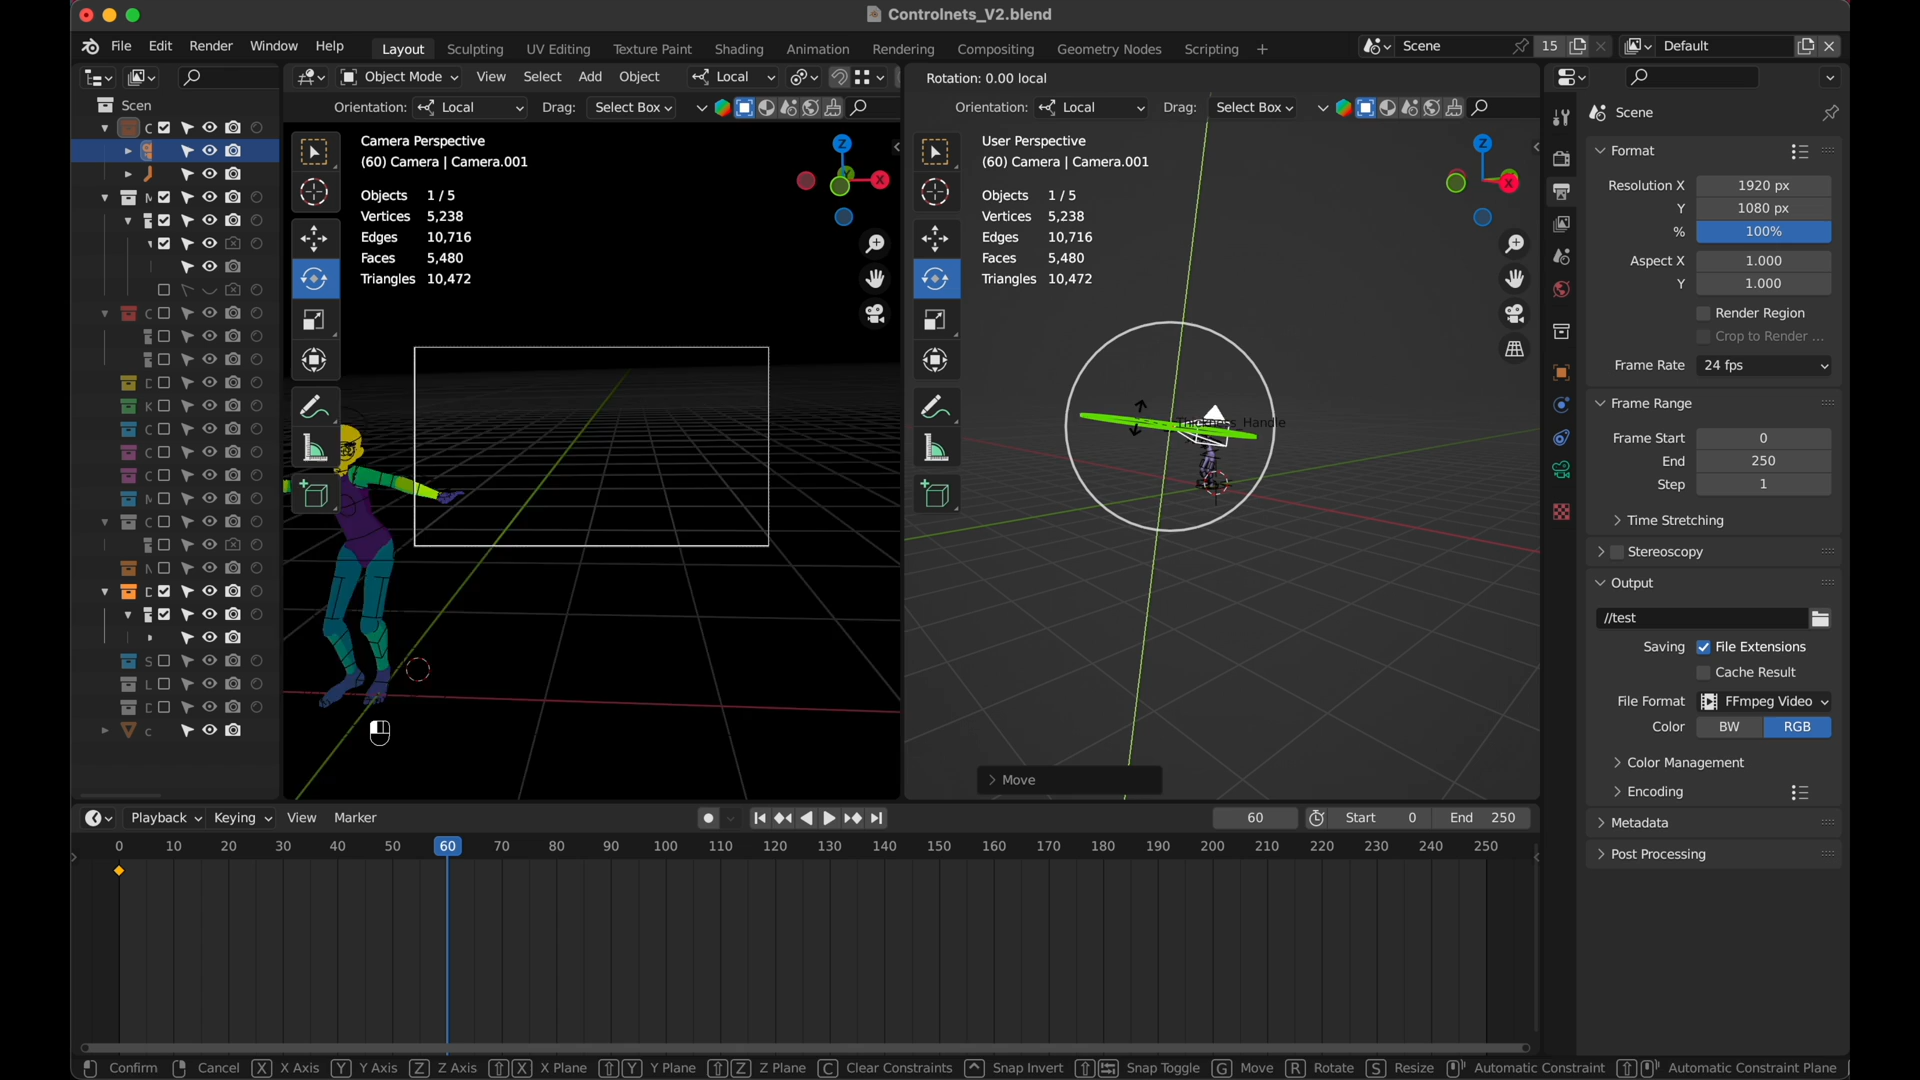 Controlnets_V2.blend
File Edit Render Window Help Layout Sculpting UV Editing Texture Paint Shading Animation Rendering Compositing Geometry Nodes Scripting + Scene 15 Default
Object Mode View Select Add Object Local
Rotation: 0.00 local
Orientation: Local Drag: Select Box
Orientation: Local Drag: Select Box
Scen
Camera Perspective
(60) Camera | Camera.001
Objects 1 / 5
Vertices 5,238
Edges 10,716
Faces 5,480
Triangles 10,472
Z
Y
X
User Perspective
(60) Camera | Camera.001
Objects 1 / 5
Vertices 5,238
Edges 10,716
Faces 5,480
Triangles 10,472
Z
X
Thickness Handle
Move
Scene
Format
Resolution X 1920 px
Y 1080 px
% 100%
Aspect X 1.000
Y 1.000
Render Region
Crop to Render ...
Frame Rate 24 fps
Frame Range
Frame Start 0
End 250
Step 1
Time Stretching
Stereoscopy
Output
//test
Saving File Extensions
Cache Result
File Format FFmpeg Video
Color BW RGB
Color Management
Encoding
Metadata
Post Processing
Playback Keying View Marker 60 Start 0 End 250
0 10 20 30 40 50 60 70 80 90 100 110 120 130 140 150 160 170 180 190 200 210 220 230 240 250
Confirm Cancel X X Axis Y Y Axis Z Z Axis X X Plane Y Y Plane Z Z Plane C Clear Constraints Snap Invert Snap Toggle G Move R Rotate S Resize Automatic Constraint Automatic Constraint Plane